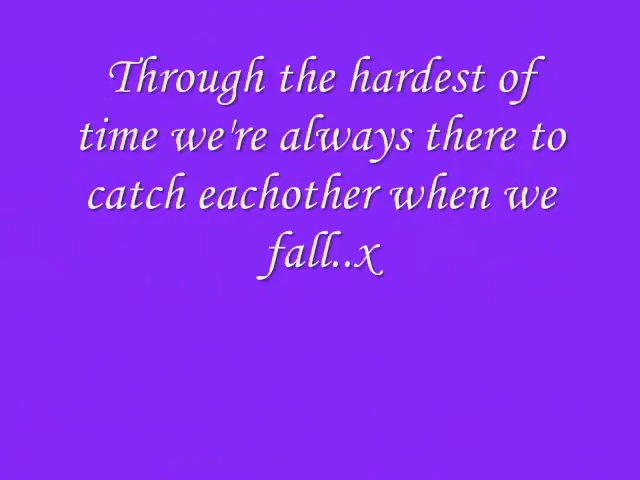 Through the hardest of
time we're always there to
catch eachother when we
fall..x